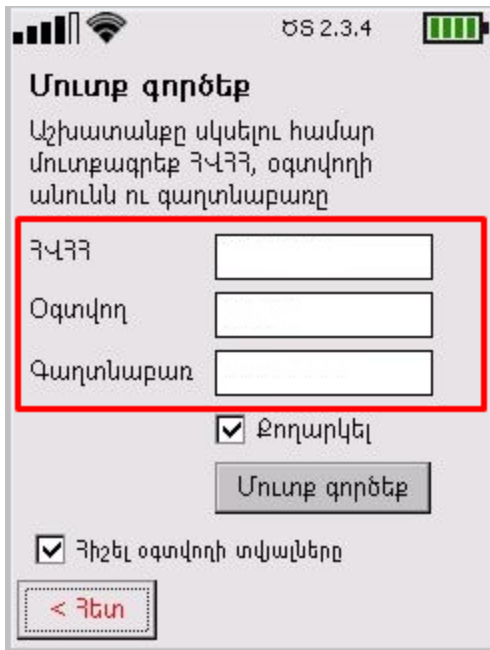 ԾՏ 2.3.4
Մուտք գործեք
Աշխատանքը սկսելու համար
մուտքագրեք ՀՎՀՀ, օգտվողի
անունն ու գաղտնաբառը
ՀՎՀՀ
Օգտվող
Գաղտնաբառ
Քողարկել
Մուտք գործեք
Հիշել օգտվողի տվյալները
< Հետ